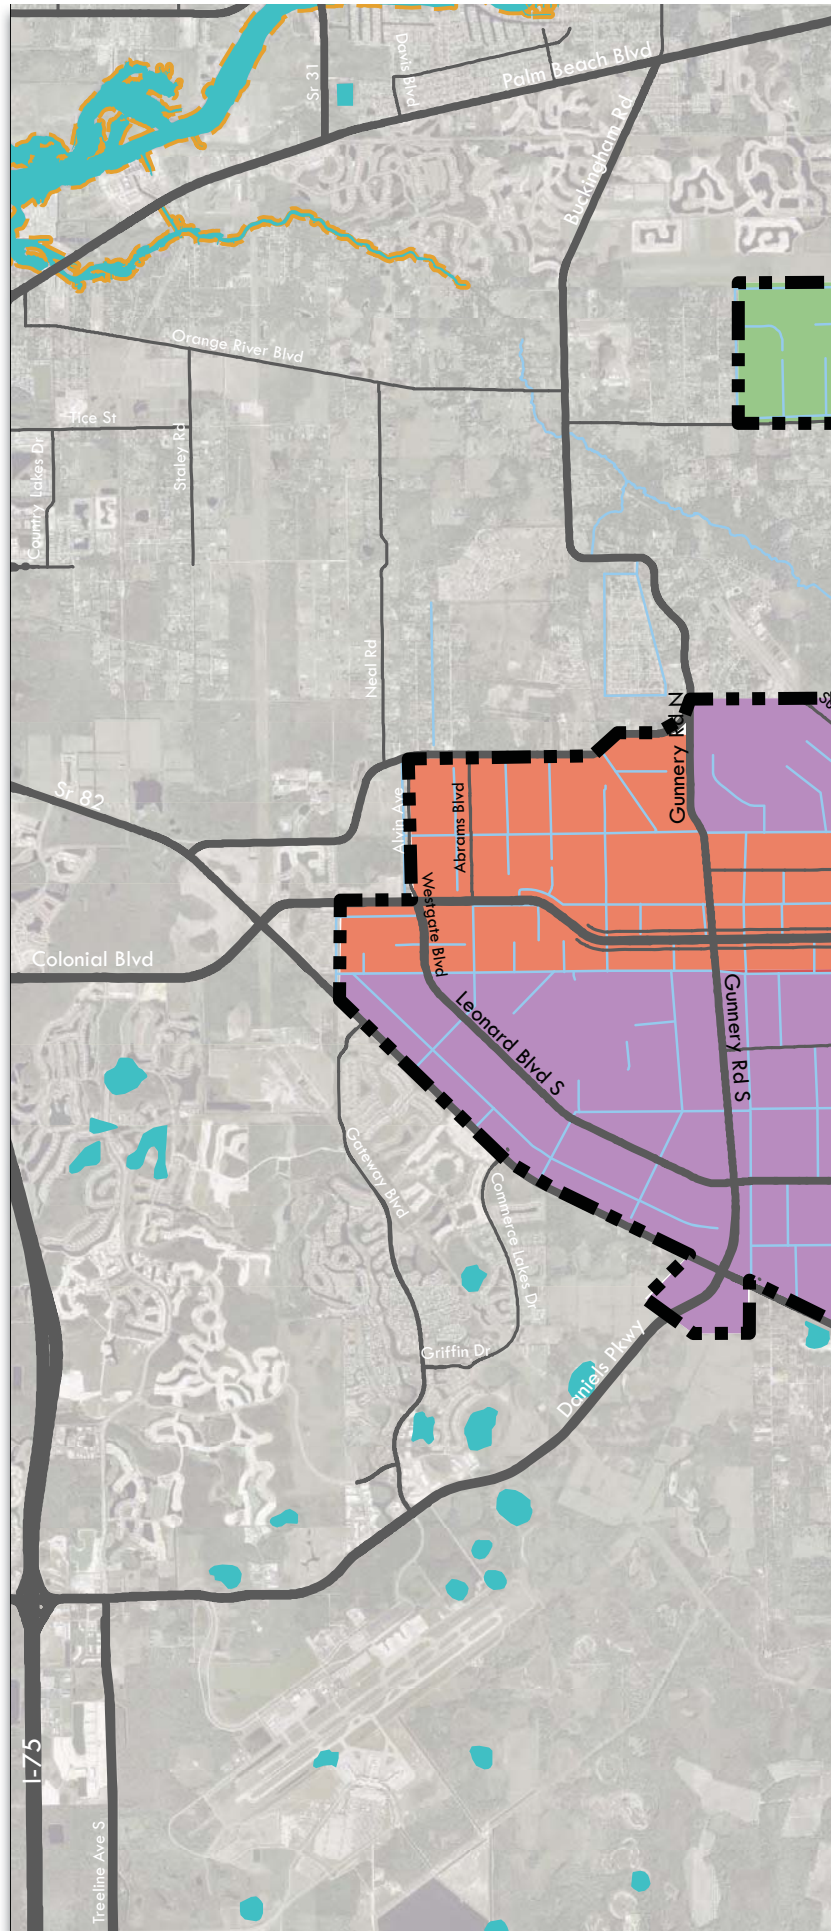 Sr 31
Davis Blvd
Palm Beach Blvd
Buckingham Rd
Orange River Blvd
Tice St
Staley Rd
Country Lakes Dr
Neal Rd
Gunnery Rd N
Sr 82
Alvin Ave
Abrams Blvd
Westgate Blvd
Colonial Blvd
Leonard Blvd S
Gunnery Rd S
Gateway Blvd
Commerce Lakes Dr
Griffin Dr
Daniels Pkwy
I-75
Treeline Ave S